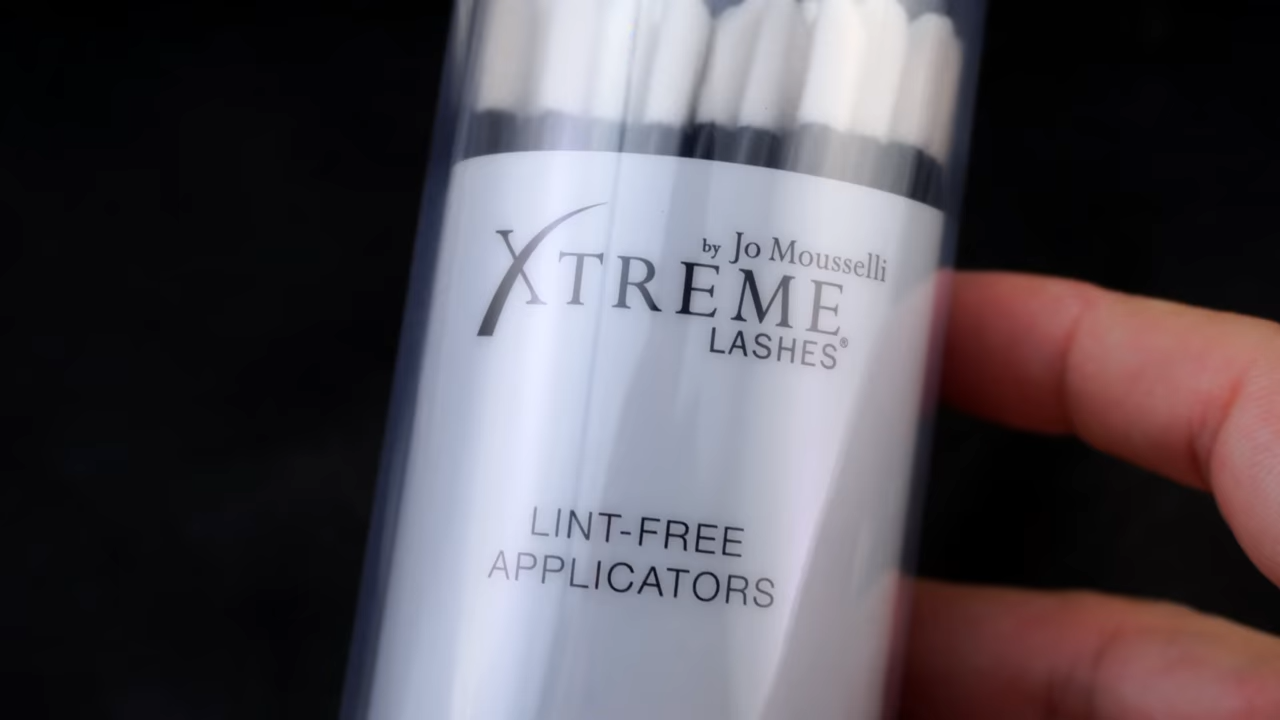 by Jo Mousselli
XTREME
LASHES®
LINT-FREE
APPLICATORS